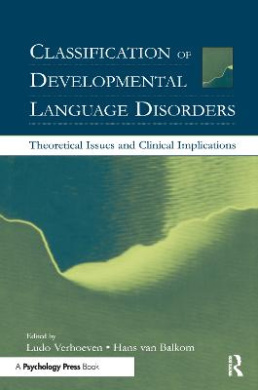 CLASSIFICATION OF
DEVELOPMENTAL
LANGUAGE DISORDERS
Theoretical Issues and Clinical Implications
Edited by
Ludo Verhoeven • Hans van Balkom
A Psychology Press Book
R